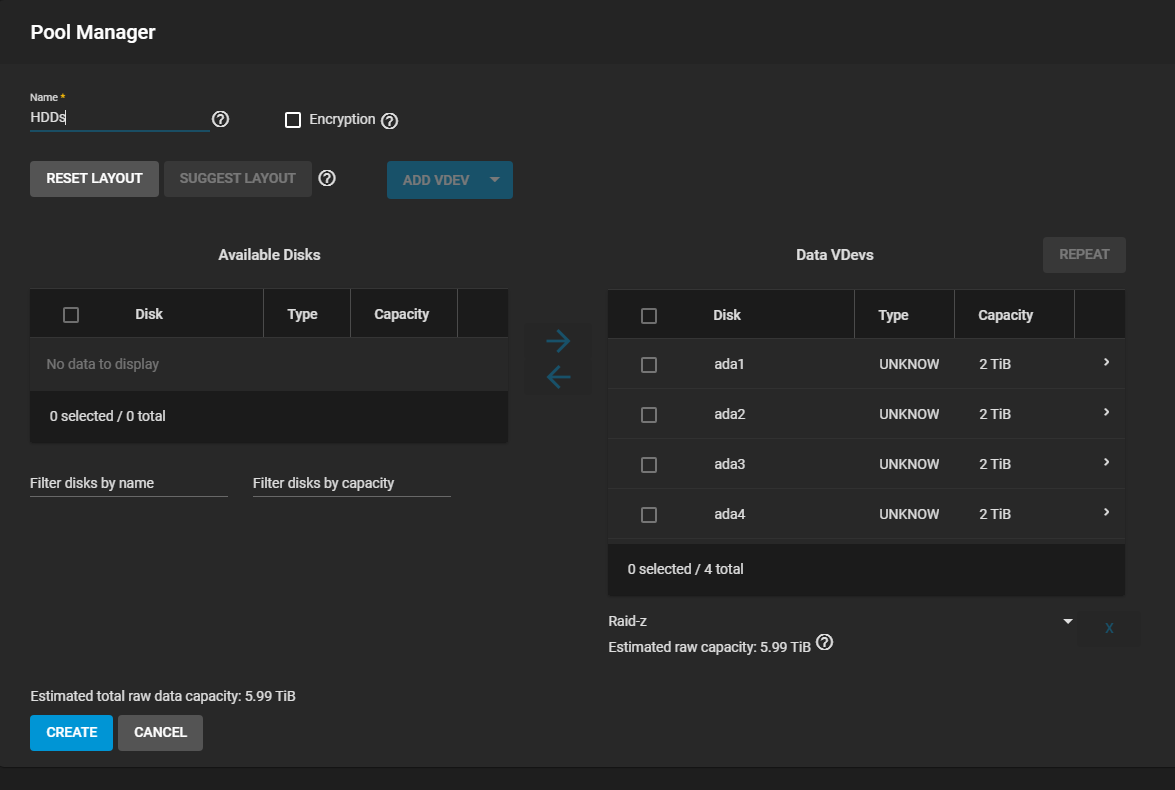 Pool Manager
Name *
HDDs
Encryption
RESET LAYOUT SUGGEST LAYOUT ADD VDEV
Available Disks
Disk Type Capacity
No data to display
0 selected / 0 total
Filter disks by name Filter disks by capacity
Data VDevs REPEAT
Disk Type Capacity
ada1 UNKNOW 2 TiB
ada2 UNKNOW 2 TiB
ada3 UNKNOW 2 TiB
ada4 UNKNOW 2 TiB
0 selected / 4 total
Raid-z X
Estimated raw capacity: 5.99 TiB
Estimated total raw data capacity: 5.99 TiB
CREATE CANCEL